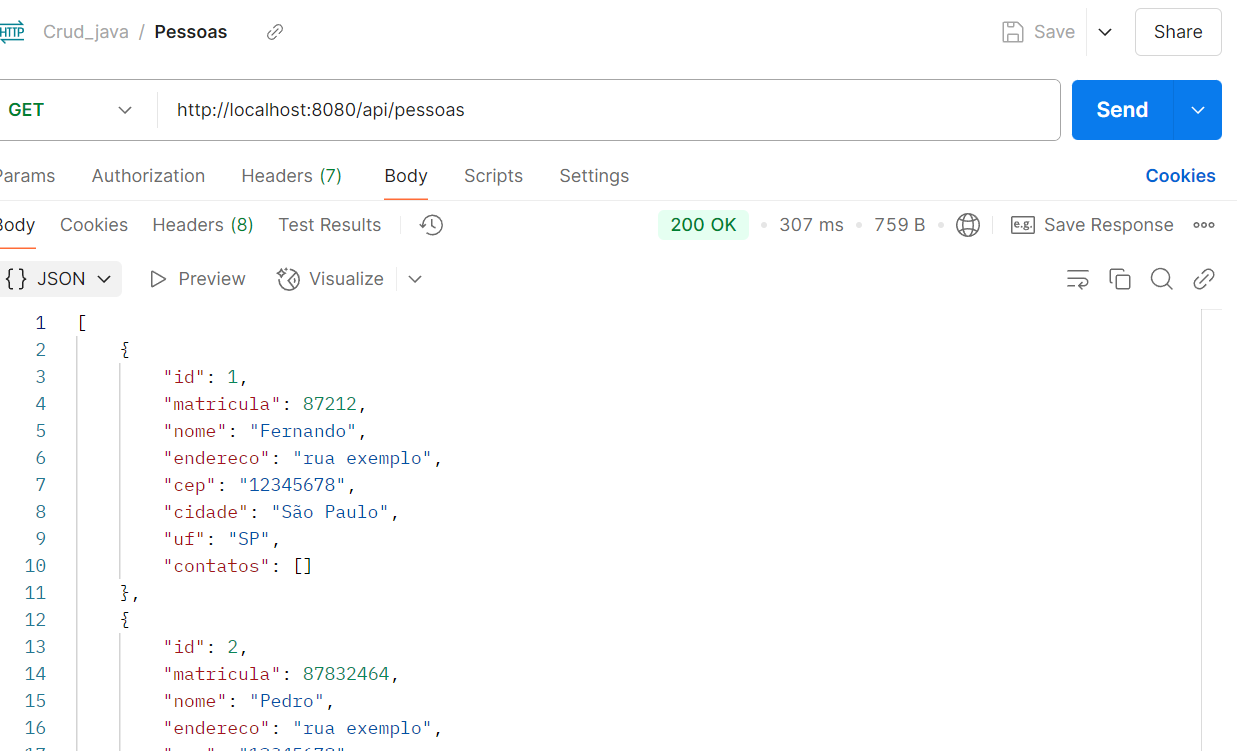 HTTP Crud_java / Pessoas Save Share
GET http://localhost:8080/api/pessoas Send
Params Authorization Headers (7) Body Scripts Settings Cookies
Body Cookies Headers (8) Test Results 200 OK • 307 ms • 759 B • e.g. Save Response
{} JSON Preview Visualize
1 [
2 {
3 "id": 1,
4 "matricula": 87212,
5 "nome": "Fernando",
6 "endereco": "rua exemplo",
7 "cep": "12345678",
8 "cidade": "São Paulo",
9 "uf": "SP",
10 "contatos": []
11 },
12 {
13 "id": 2,
14 "matricula": 87832464,
15 "nome": "Pedro",
16 "endereco": "rua exemplo",
17 "cep": "12345678",